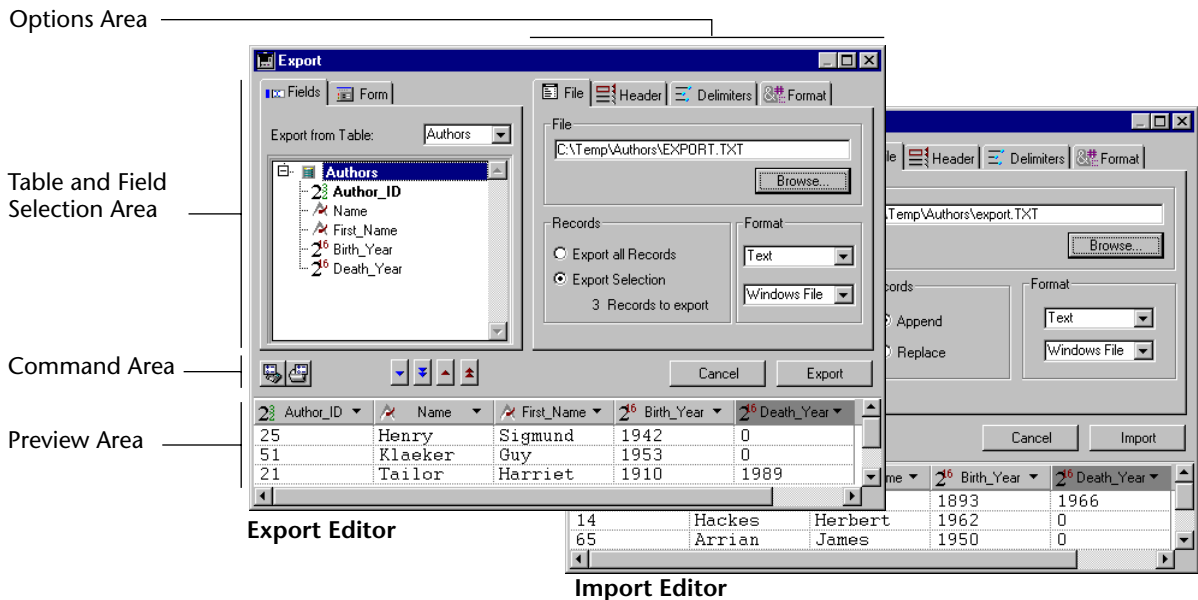 Options Area
Export
Fields Form
File Header Delimiters Format
Export from Table: Authors
Authors
Author_ID
Name
First_Name
Birth_Year
Death_Year
File
C:\Temp\Authors\EXPORT.TXT
Browse...
Records
Export all Records
Export Selection
3 Records to export
Format
Text
Windows File
Table and Field
Selection Area
Command Area
Cancel Export
Preview Area
Author_ID Name First_Name Birth_Year Death_Year
25 Henry Sigmund 1942 0
51 Klaeker Guy 1953 0
21 Tailor Harriet 1910 1989
Export Editor
le Header Delimiters Format
Temp\Authors\export.TXT
Browse...
cords
Append
Replace
Format
Text
Windows File
Cancel Import
me Birth_Year Death_Year
1893 1966
14 Hackes Herbert 1962 0
65 Arrian James 1950 0
Import Editor